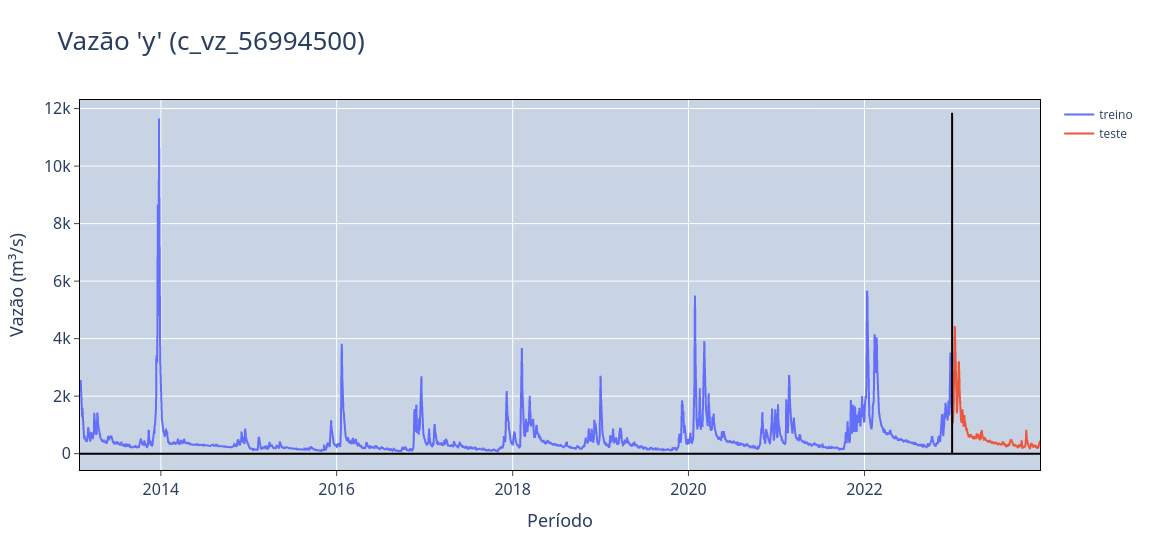 Vazão 'y' (c_vz_56994500)
12k
10k
8k
6k
4k
2k
0
Vazão (m³/s)
2014
2016
2018
2020
2022
Período
treino
teste